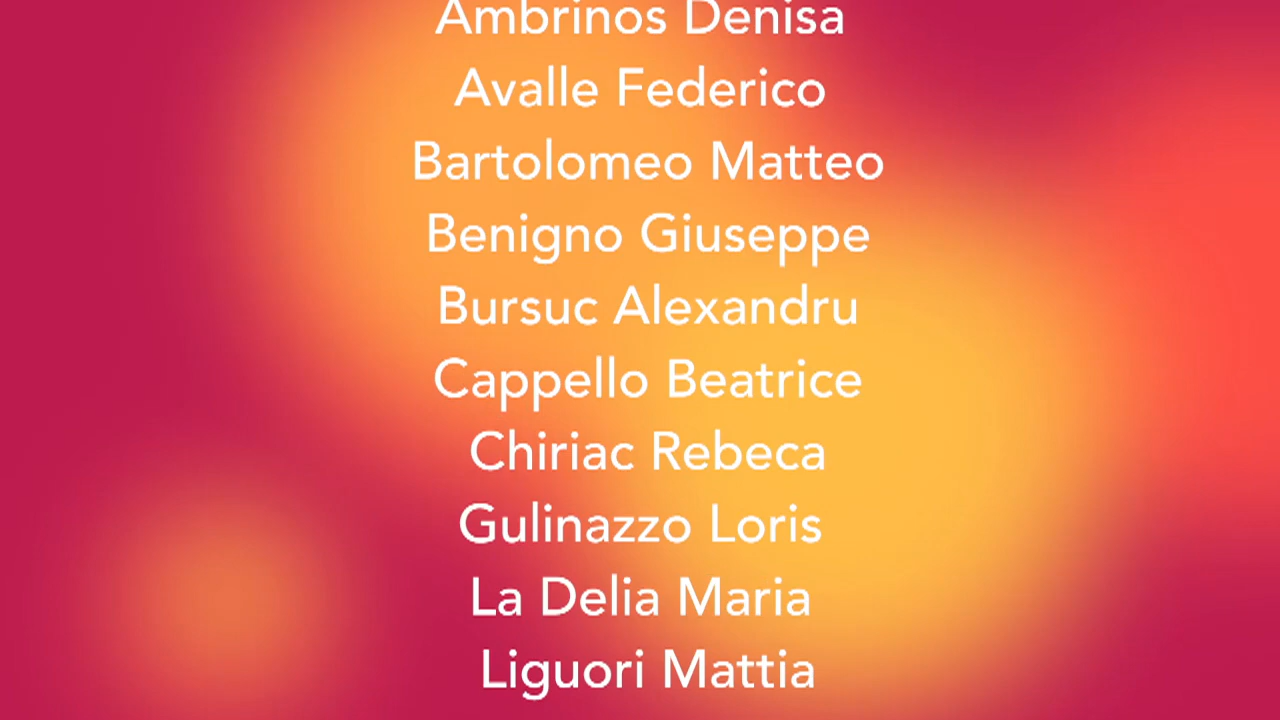 Ambrinos Denisa
Avalle Federico
Bartolomeo Matteo
Benigno Giuseppe
Bursuc Alexandru
Cappello Beatrice
Chiriac Rebeca
Gulinazzo Loris
La Delia Maria
Liguori Mattia